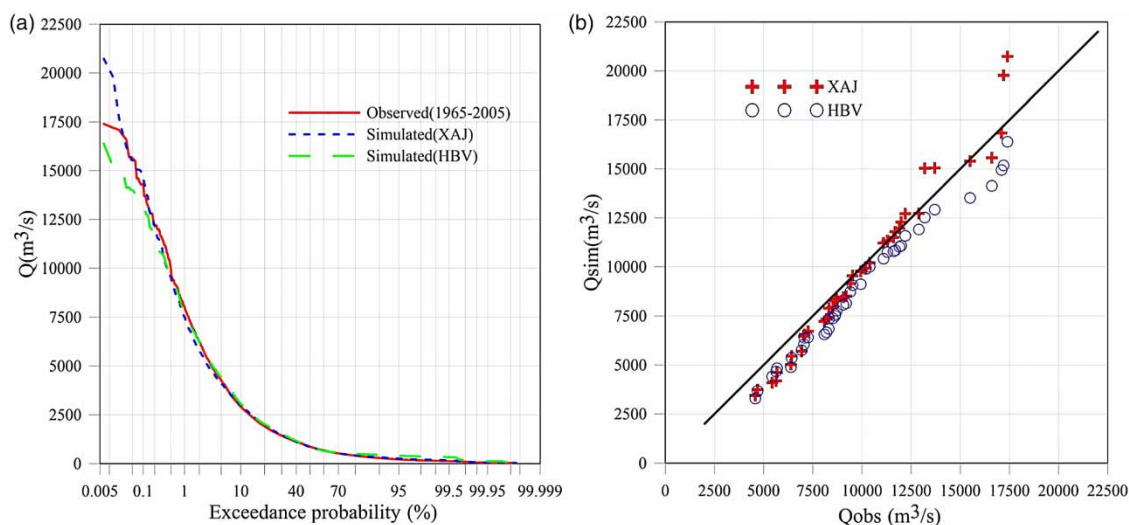 (a)
22500
20000
17500
15000
12500
10000
7500
5000
2500
0
Q(m³/s)
Observed(1965-2005)
Simulated(XAJ)
Simulated(HBV)
0.005 0.1 1 10 40 70 95 99.5 99.95 99.999
Exceedance probability (%)
(b)
22500
20000
17500
15000
12500
10000
7500
5000
2500
0
Qsim(m³/s)
XAJ
HBV
0 2500 5000 7500 10000 12500 15000 17500 20000 22500
Qobs (m³/s)